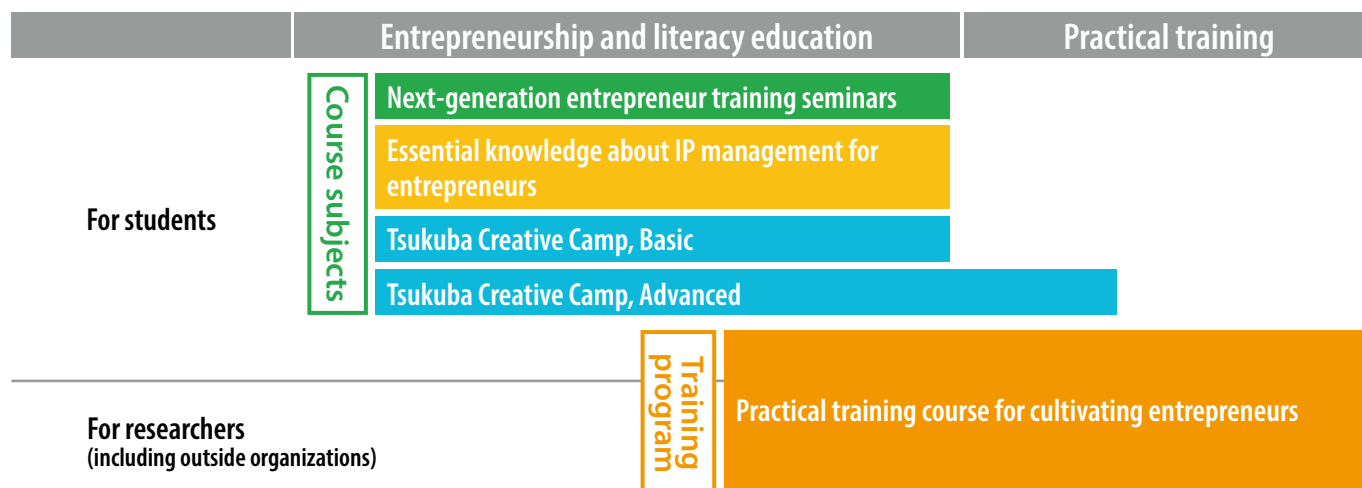 Entrepreneurship and literacy education
Practical training
For students
Course subjects
Next-generation entrepreneur training seminars
Essential knowledge about IP management for
entrepreneurs
Tsukuba Creative Camp, Basic
Tsukuba Creative Camp, Advanced
Training
program
Practical training course for cultivating entrepreneurs
For researchers
(including outside organizations)